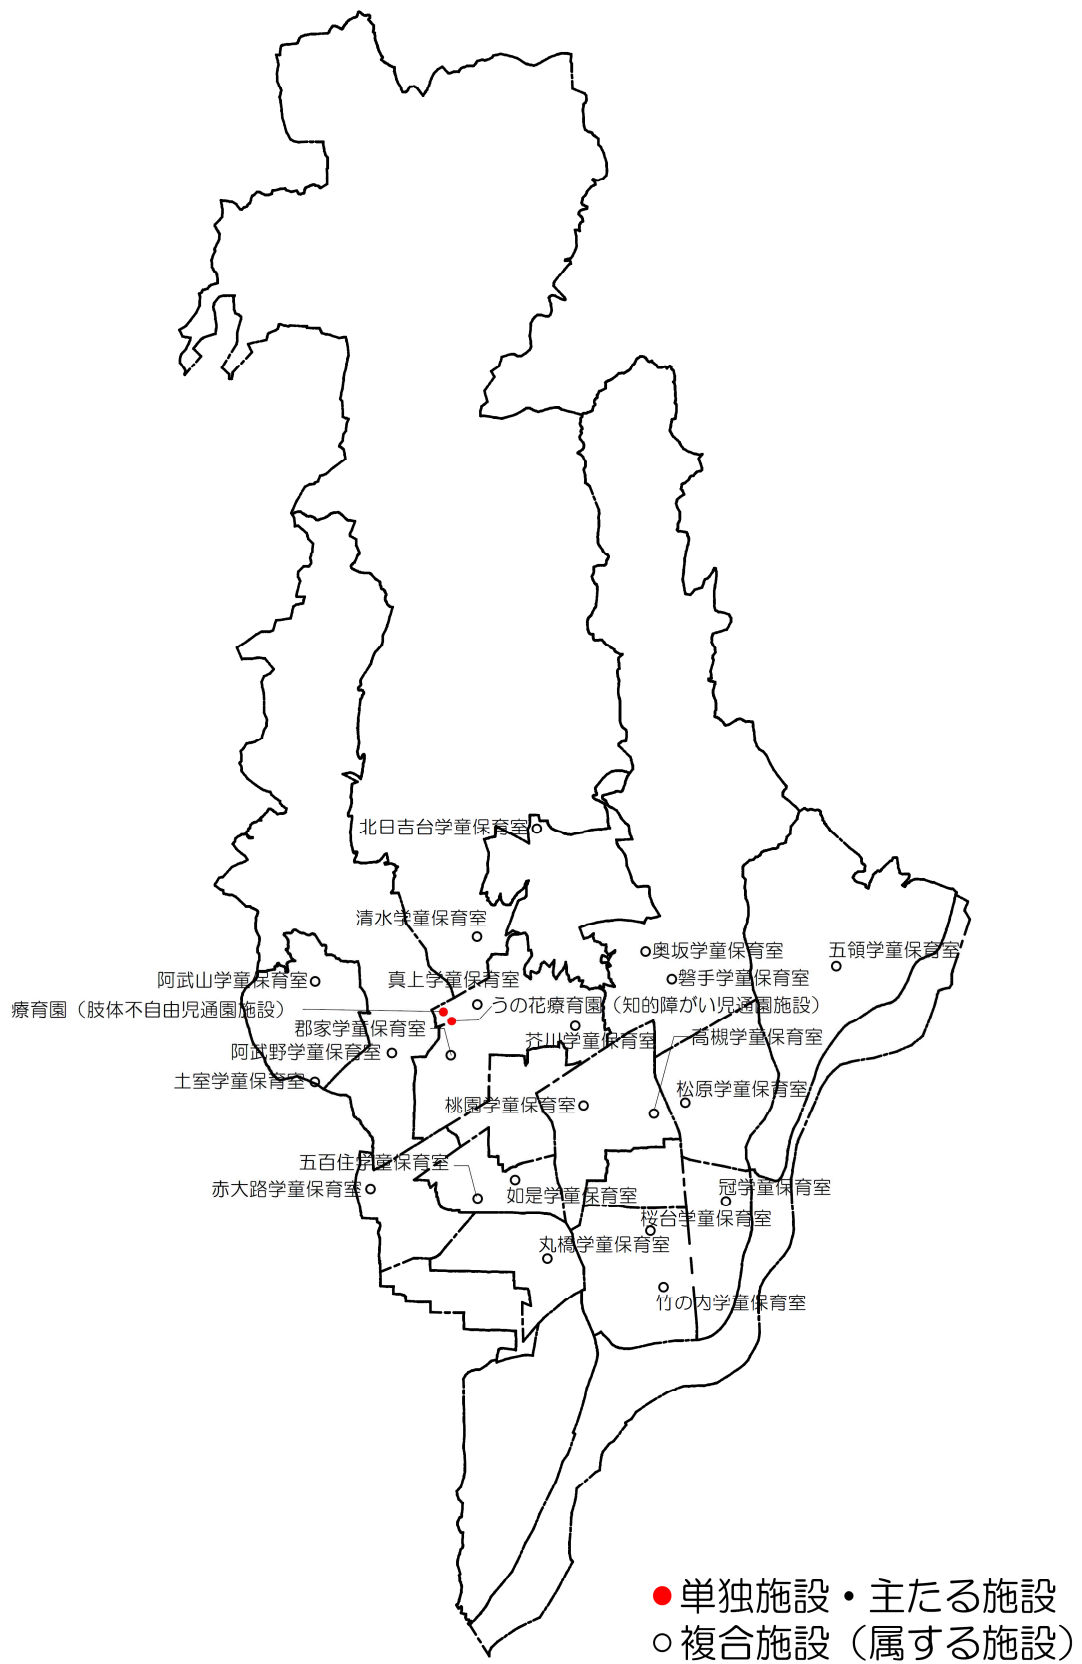 北日吉台学童保育室
清水学童保育室
奥坂学童保育室
五領学童保育室
阿武山学童保育室
真上学童保育室
磐手学童保育室
療育園（肢体不自由児通園施設）
うの花療育園（知的障がい児通園施設）
郡家学童保育室
芥川学童保育室
高槻学童保育室
阿武野学童保育室
土室学童保育室
松原学童保育室
桃園学童保育室
五百住学童保育室
赤大路学童保育室
如是学童保育室
冠学童保育室
桜台学童保育室
丸橋学童保育室
竹の内学童保育室
単独施設・主たる施設
複合施設（属する施設）